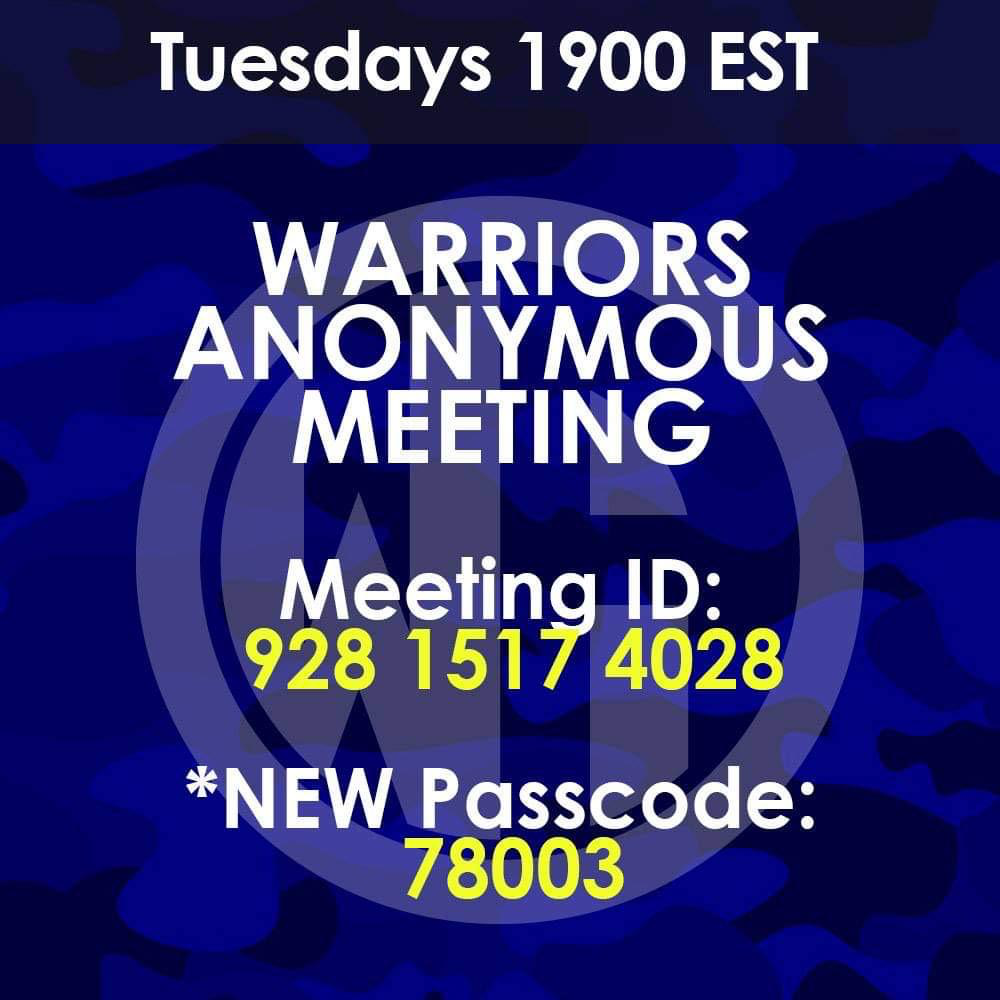 Tuesdays 1900 EST
WARRIORS
ANONYMOUS
MEETING
Meeting ID:
928 1517 4028
*NEW Passcode:
78003